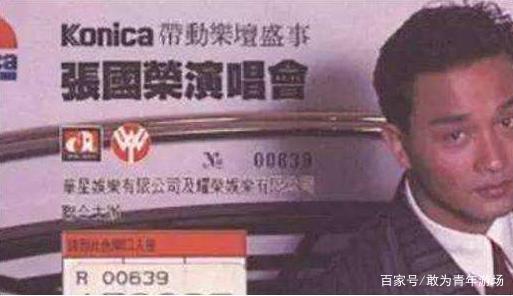 Konica 帶動樂壇盛事
ca
張國榮演唱會
No 00639
華星娛樂有限公司及耀榮娛樂有限公司
聯合主辦
R 00639
百家号/敢为青年游场